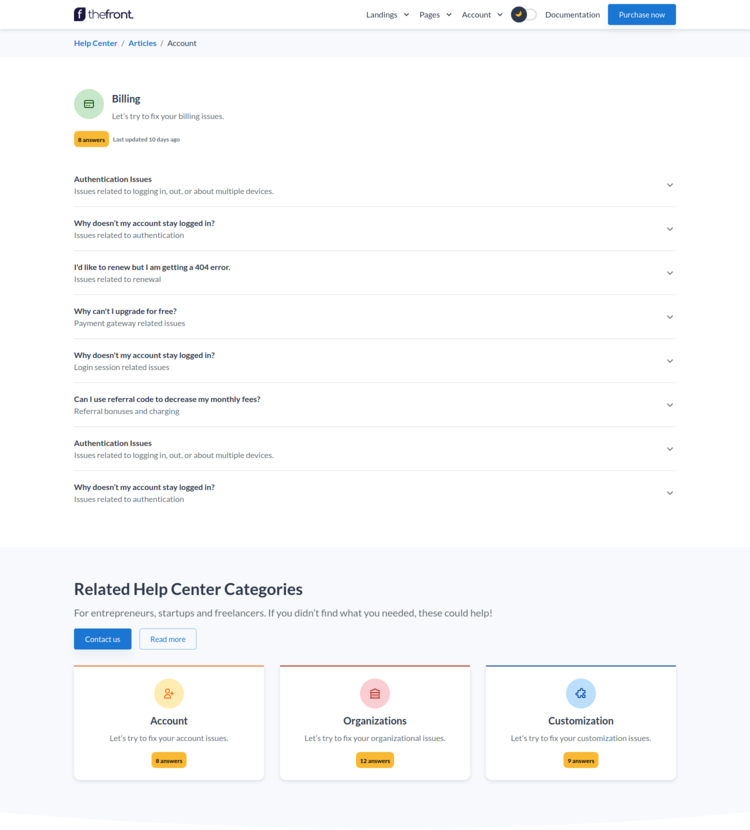 thefront.
Landings
Pages
Account
Documentation
Purchase now
Help Center / Articles / Account
Billing
Let's try to fix your billing issues.
8 answers
Last updated 10 days ago
Authentication Issues
Issues related to logging in, out, or about multiple devices.
Why doesn't my account stay logged in?
Issues related to authentication
I'd like to renew but I am getting a 404 error.
Issues related to renewal
Why can't I upgrade for free?
Payment gateway related issues
Why doesn't my account stay logged in?
Login session related issues
Can I use referral code to decrease my monthly fees?
Referral bonuses and charging
Authentication Issues
Issues related to logging in, out, or about multiple devices.
Why doesn't my account stay logged in?
Issues related to authentication
Related Help Center Categories
For entrepreneurs, startups and freelancers. If you didn't find what you needed, these could help!
Contact us
Read more
Account
Let's try to fix your account issues.
8 answers
Organizations
Let's try to fix your organizational issues.
12 answers
Customization
Let's try to fix your customization issues.
9 answers